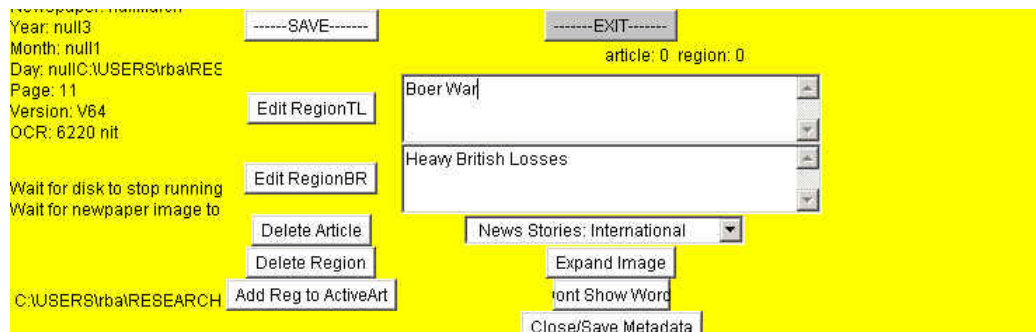 Year: null3
------SAVE-------
-------EXIT-------
Month: null1
article: 0 region: 0
Day: nullC:\USERS\rba\RES
Page: 11
Boer War
Version: V64
Edit RegionTL
OCR: 6220 nit
Heavy British Losses
Edit RegionBR
Wait for disk to stop running
Wait for newpaper image to
Delete Article
News Stories: International
Delete Region
Expand Image
C:\USERS\rba\RESEARCH
Add Reg to ActiveArt
ont Show Word
Close/Save Metadata